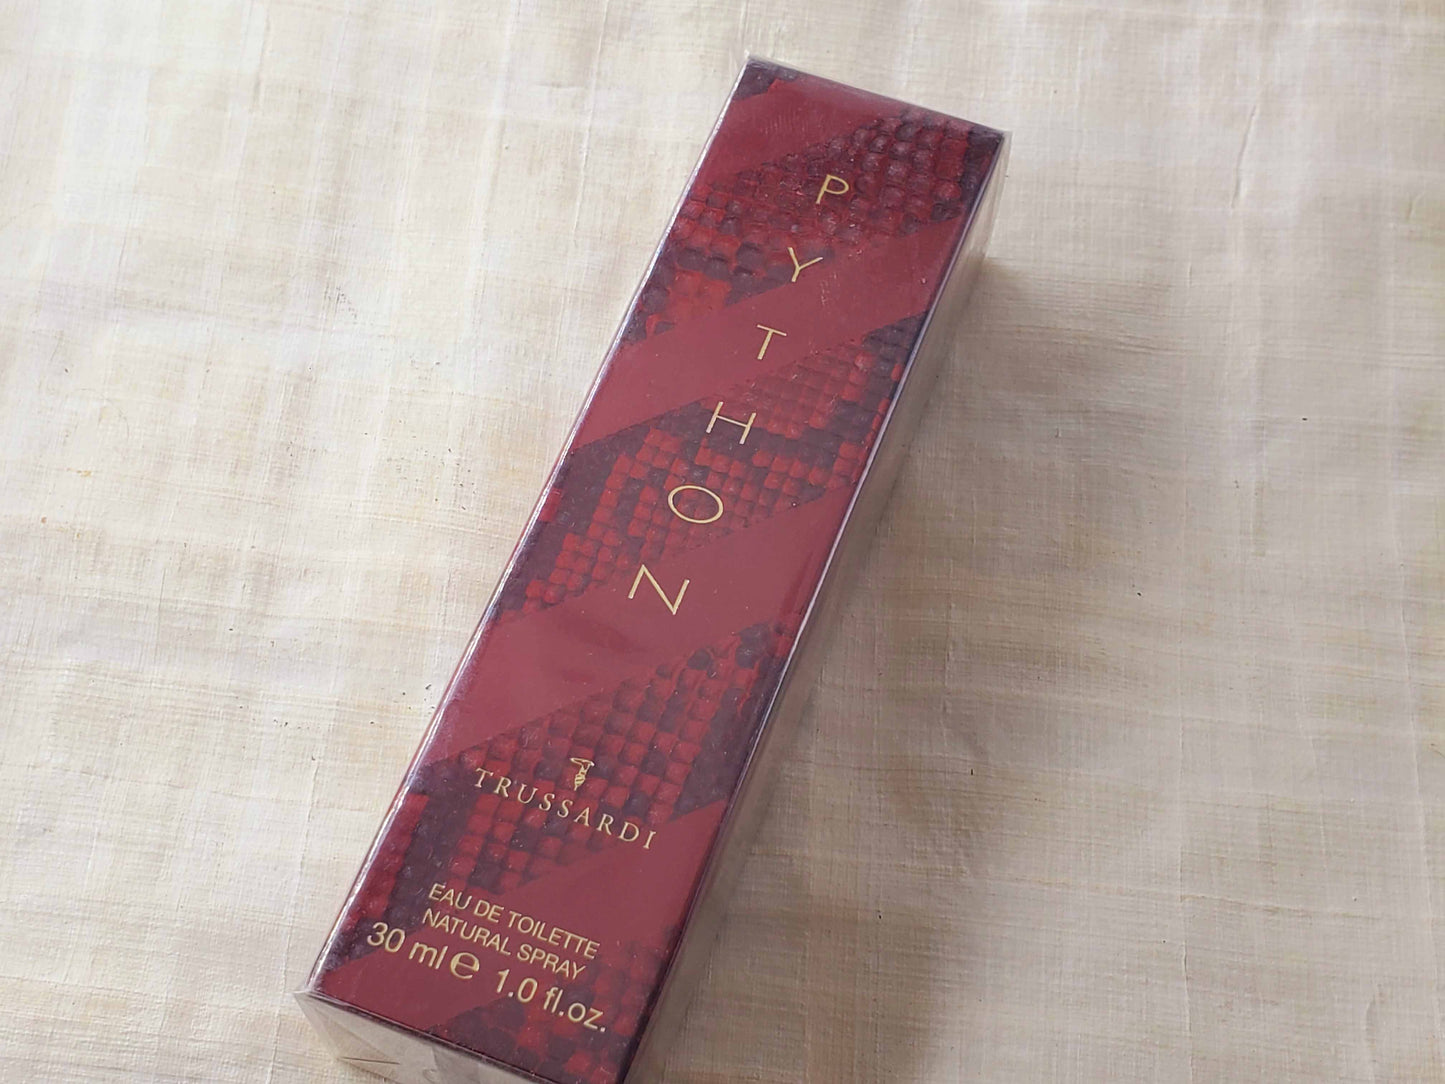 PYTHON
TRUSSARDI
EAU DE TOILETTE
NATURAL SPRAY
30 ml ℮ 1.0 fl.oz.